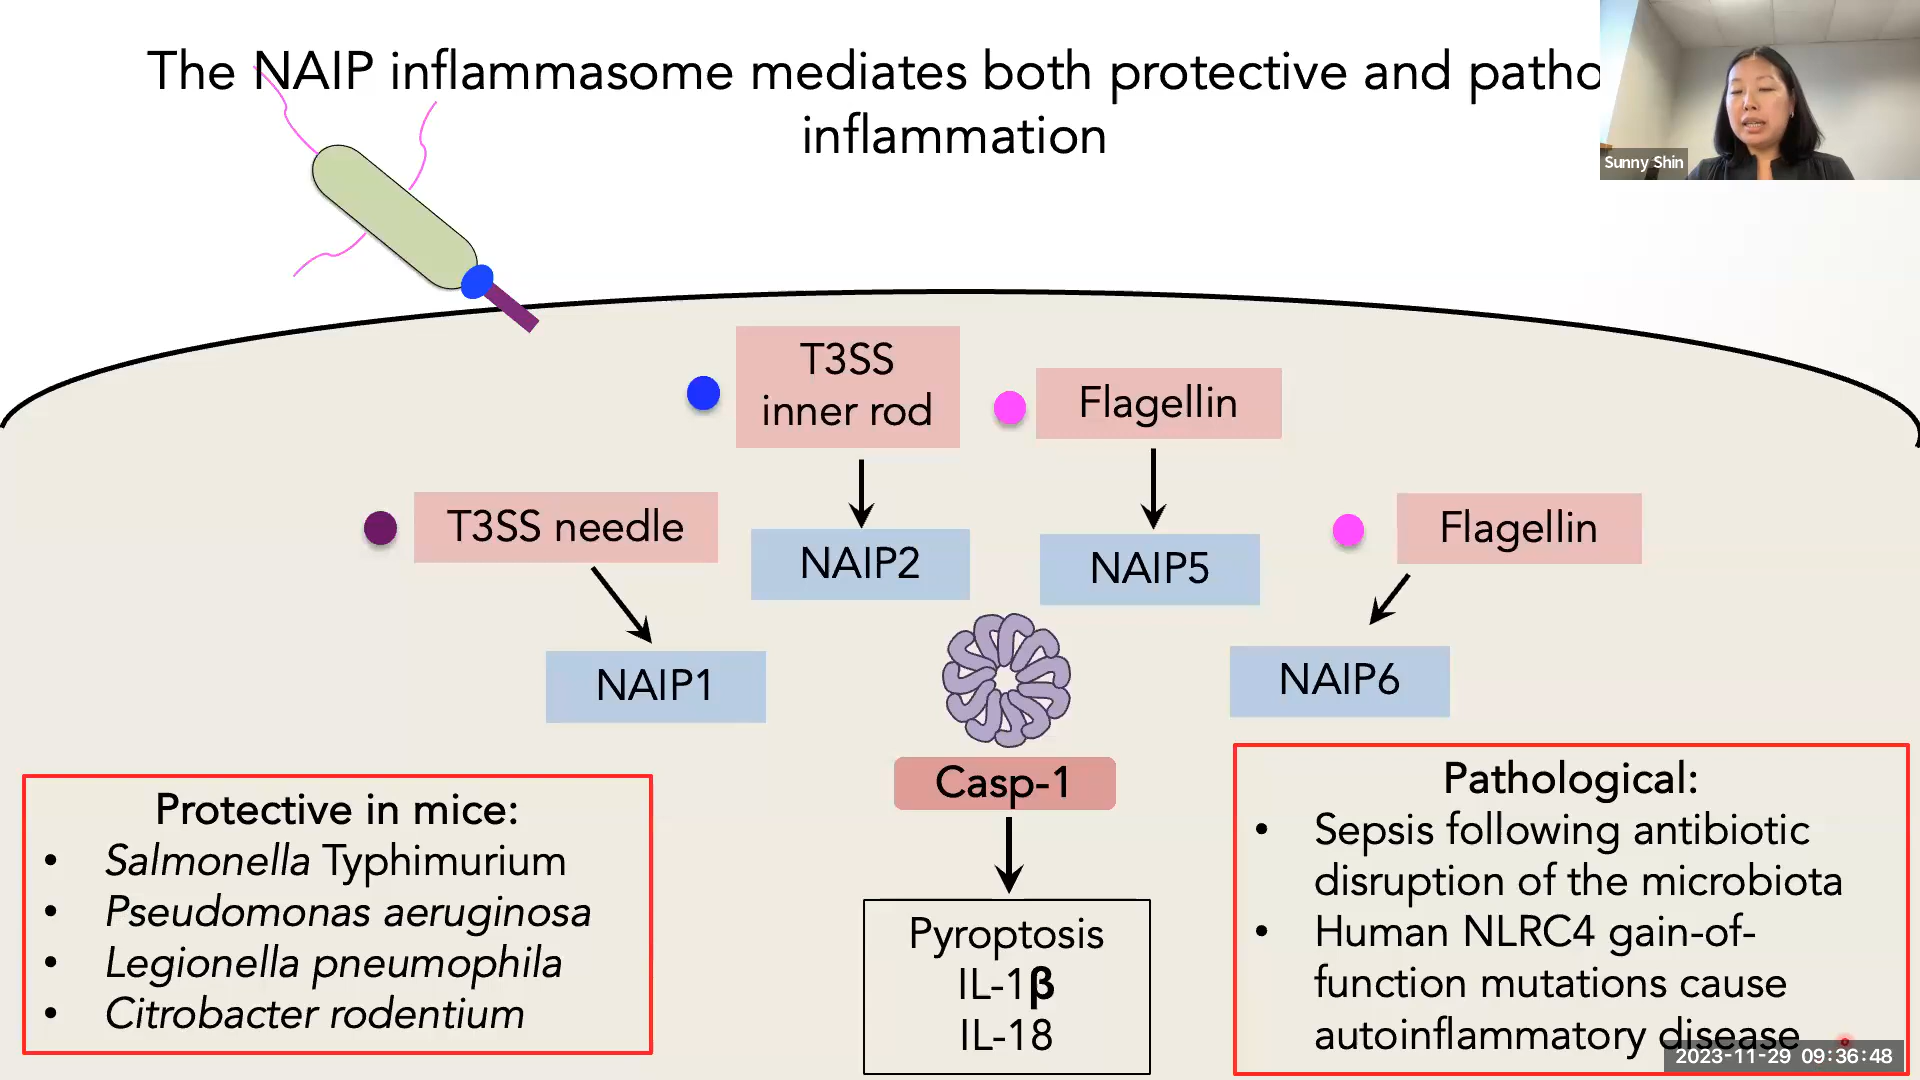 The NAIP inflammasome mediates both protective and patho
inflammation
Sunny Shin
T3SS
inner rod
Flagellin
T3SS needle
Flagellin
NAIP2
NAIP5
NAIP1
NAIP6
Casp-1
Pyroptosis
IL-1β
IL-18
Protective in mice:
• Salmonella Typhimurium
• Pseudomonas aeruginosa
• Legionella pneumophila
• Citrobacter rodentium
Pathological:
• Sepsis following antibiotic
disruption of the microbiota
• Human NLRC4 gain-of-
function mutations cause
autoinflammatory disease
2023-11-29 09:36:48